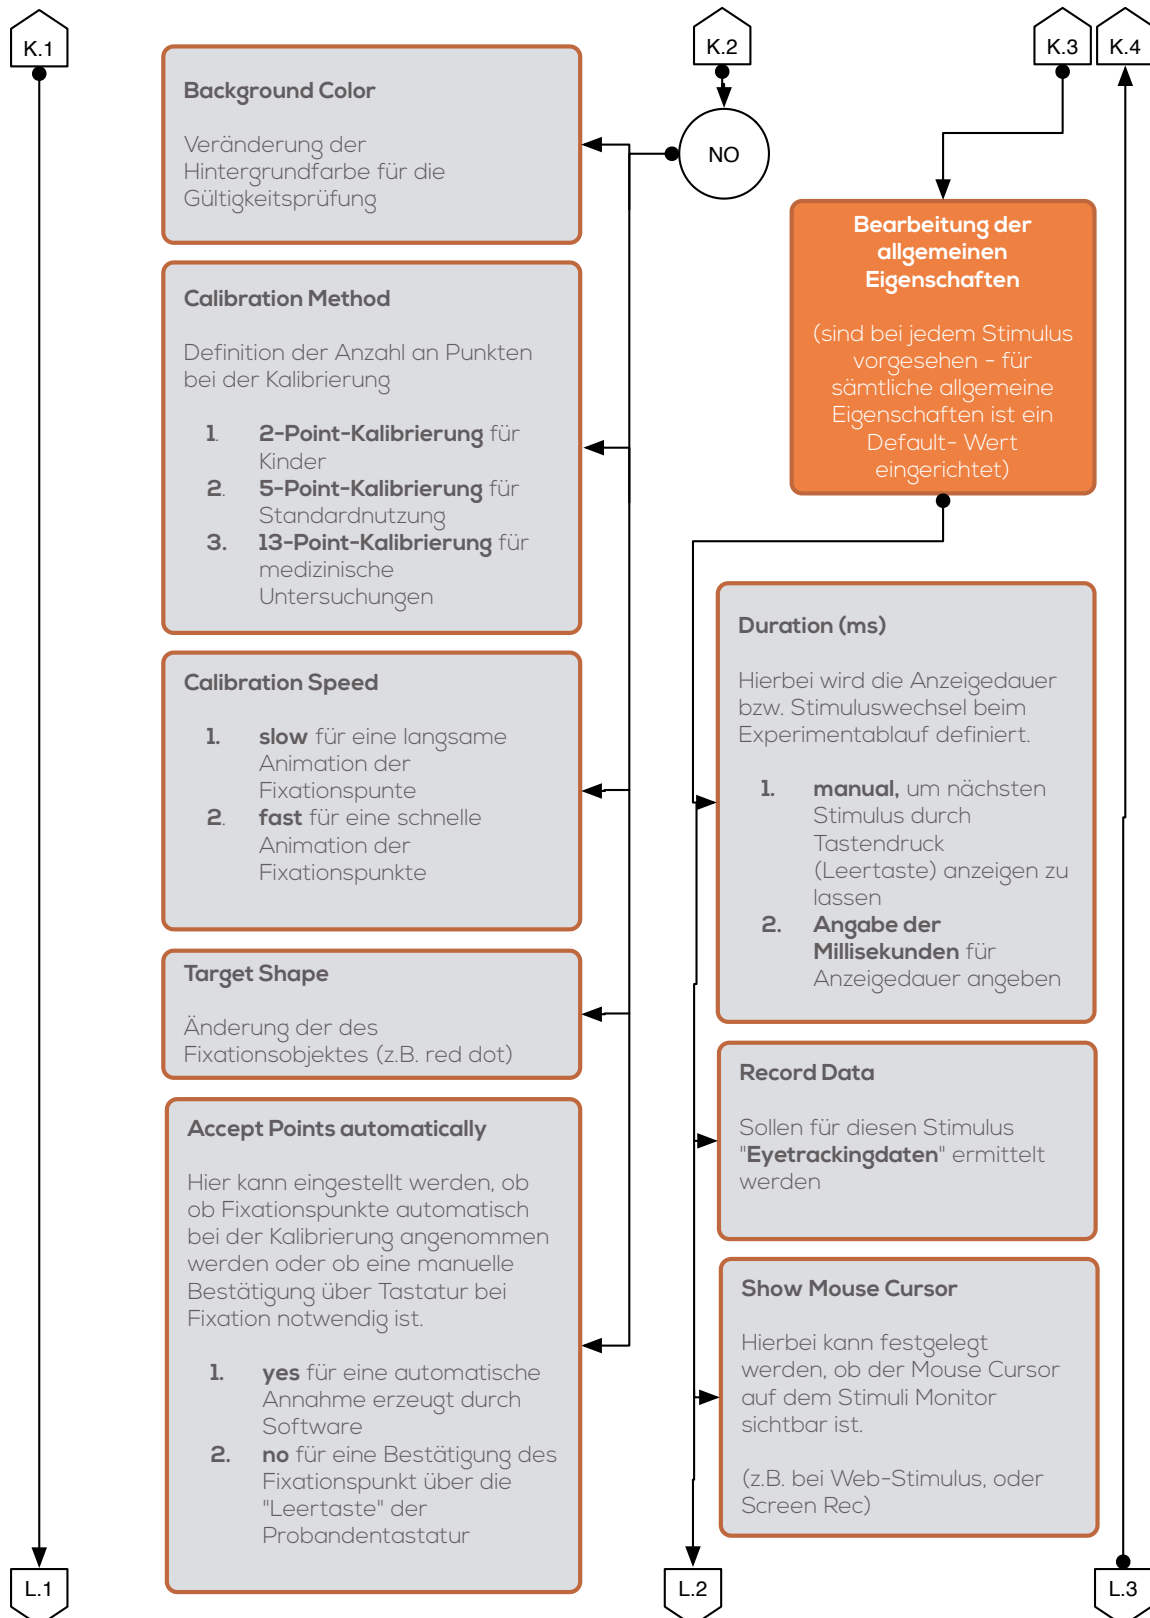 K.1
K.2
K.3
K.4
Background Color
Veränderung der
Hintergrundfarbe für die
Gültigkeitsprüfung
NO
Bearbeitung der
allgemeinen
Eigenschaften
(sind bei jedem Stimulus
vorgesehen - für
sämtliche allgemeine
Eigenschaften ist ein
Default- Wert
eingerichtet)
Calibration Method
Definition der Anzahl an Punkten
bei der Kalibrierung
1. 2-Point-Kalibrierung für
Kinder
2. 5-Point-Kalibrierung für
Standardnutzung
3. 13-Point-Kalibrierung für
medizinische
Untersuchungen
Calibration Speed
1. slow für eine langsame
Animation der
Fixationspunte
2. fast für eine schnelle
Animation der
Fixationspunkte
Target Shape
Änderung der des
Fixationsobjektes (z.B. red dot)
Accept Points automatically
Hier kann eingestellt werden, ob
ob Fixationspunkte automatisch
bei der Kalibrierung angenommen
werden oder ob eine manuelle
Bestätigung über Tastatur bei
Fixation notwendig ist.
1. yes für eine automatische
Annahme erzeugt durch
Software
2. no für eine Bestätigung des
Fixationspunkt über die
"Leertaste" der
Probandentastatur
Duration (ms)
Hierbei wird die Anzeigedauer
bzw. Stimuluswechsel beim
Experimentablauf definiert.
1. manual, um nächsten
Stimulus durch
Tastendruck
(Leertaste) anzeigen zu
lassen
2. Angabe der
Millisekunden für
Anzeigedauer angeben
Record Data
Sollen für diesen Stimulus
"Eyetrackingdaten" ermittelt
werden
Show Mouse Cursor
Hierbei kann festgelegt
werden, ob der Mouse Cursor
auf dem Stimuli Monitor
sichtbar ist.
(z.B. bei Web-Stimulus, oder
Screen Rec)
L.1
L.2
L.3